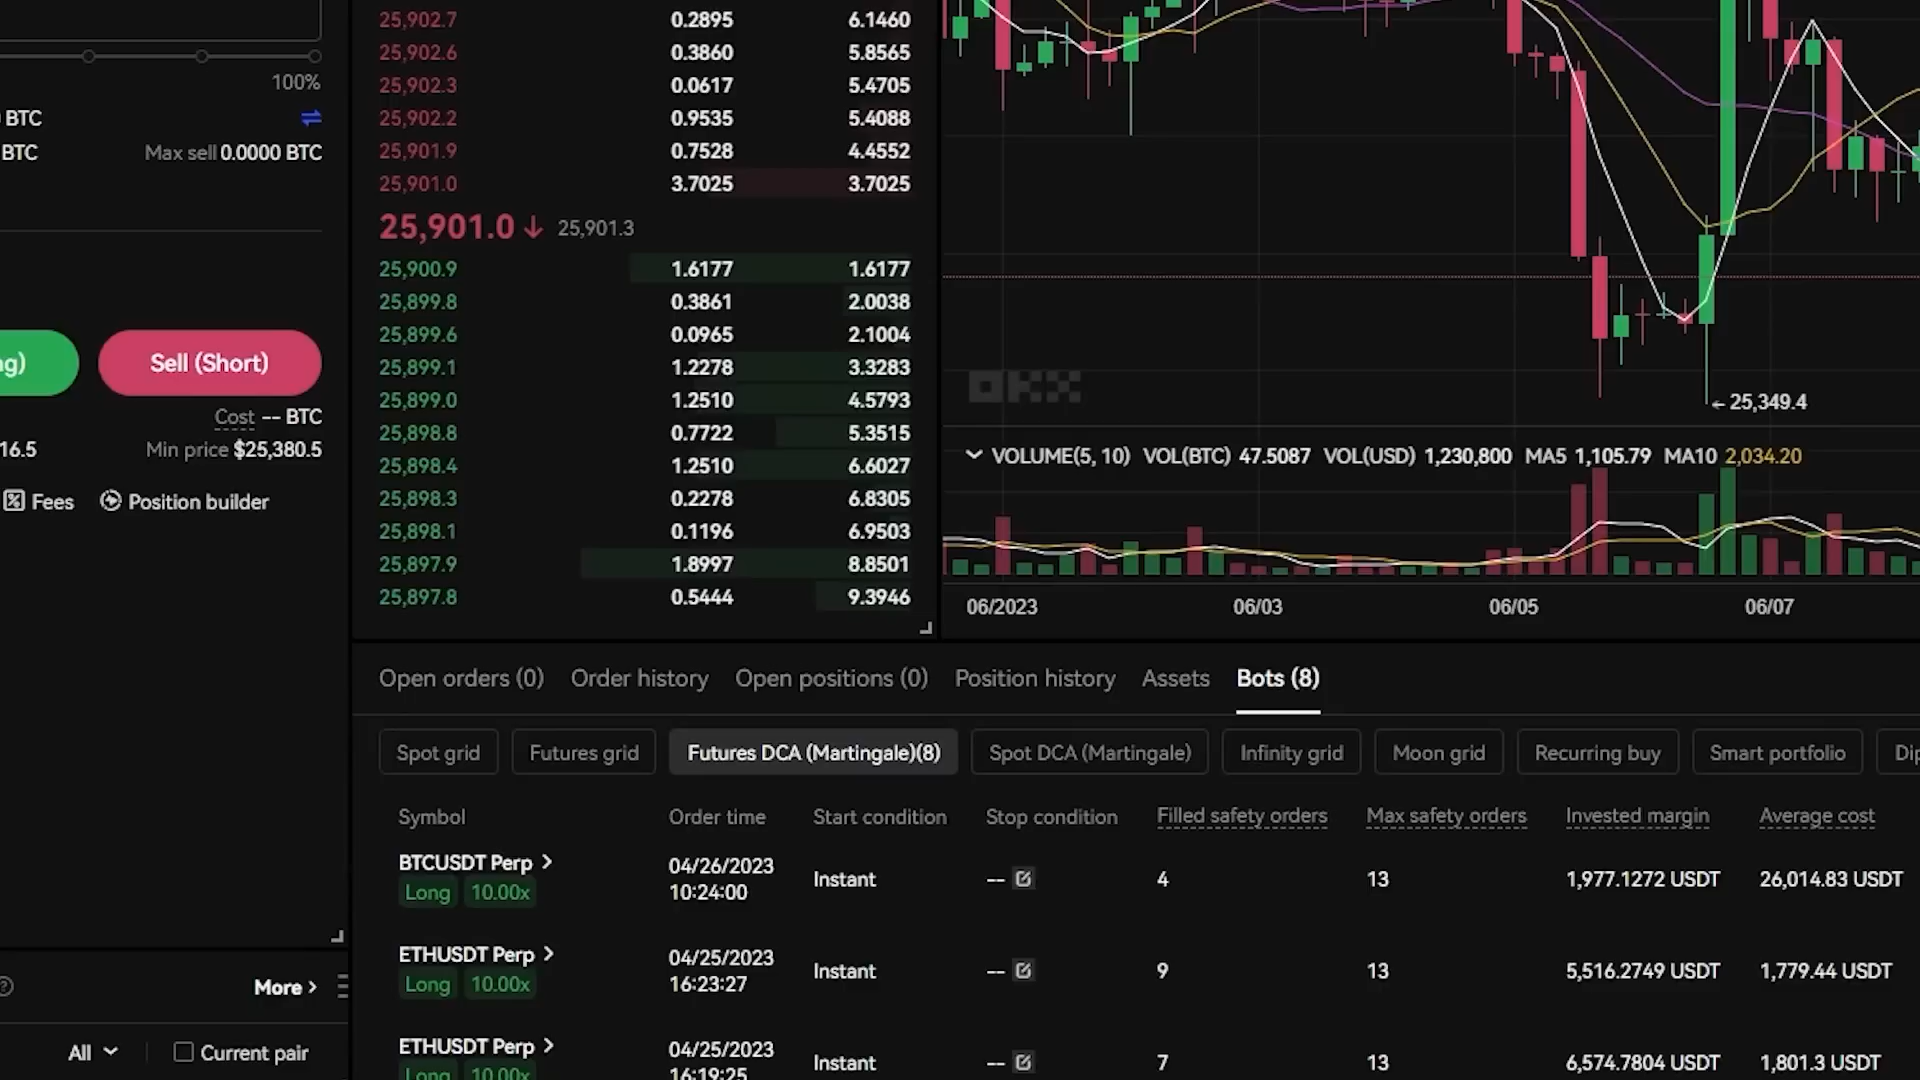 100%
BTC
BTC Max sell 0.0000 BTC
Sell (Short)
Cost -- BTC
16.5 Min price $25,380.5
Fees Position builder
More >
All
Current pair
25,902.7 0.2895 6.1460
25,902.6 0.3860 5.8565
25,902.3 0.0617 5.4705
25,902.2 0.9535 5.4088
25,901.9 0.7528 4.4552
25,901.0 3.7025 3.7025
25,901.0 ↓ 25,901.3
25,900.9 1.6177 1.6177
25,899.8 0.3861 2.0038
25,899.6 0.0965 2.1004
25,899.1 1.2278 3.3283
25,899.0 1.2510 4.5793
25,898.8 0.7722 5.3515
25,898.4 1.2510 6.6027
25,898.3 0.2278 6.8305
25,898.1 0.1196 6.9503
25,897.9 1.8997 8.8501
25,897.8 0.5444 9.3946
OKX
←25,349.4
VOLUME(5, 10) VOL(BTC) 47.5087 VOL(USD) 1,230,800 MA5 1,105.79 MA10 2,034.20
06/2023 06/03 06/05 06/07
Open orders (0) Order history Open positions (0) Position history Assets Bots (8)
Spot grid Futures grid Futures DCA (Martingale)(8) Spot DCA (Martingale) Infinity grid Moon grid Recurring buy Smart portfolio
Symbol Order time Start condition Stop condition Filled safety orders Max safety orders Invested margin Average cost
BTCUSDT Perp > 04/26/2023 10:24:00 Instant -- 4 13 1,977.1272 USDT 26,014.83 USDT
Long 10.00x
ETHUSDT Perp > 04/25/2023 16:23:27 Instant -- 9 13 5,516.2749 USDT 1,779.44 USDT
Long 10.00x
ETHUSDT Perp > 04/25/2023 16:19:25 Instant -- 7 13 6,574.7804 USDT 1,801.3 USDT
Long 10.00x